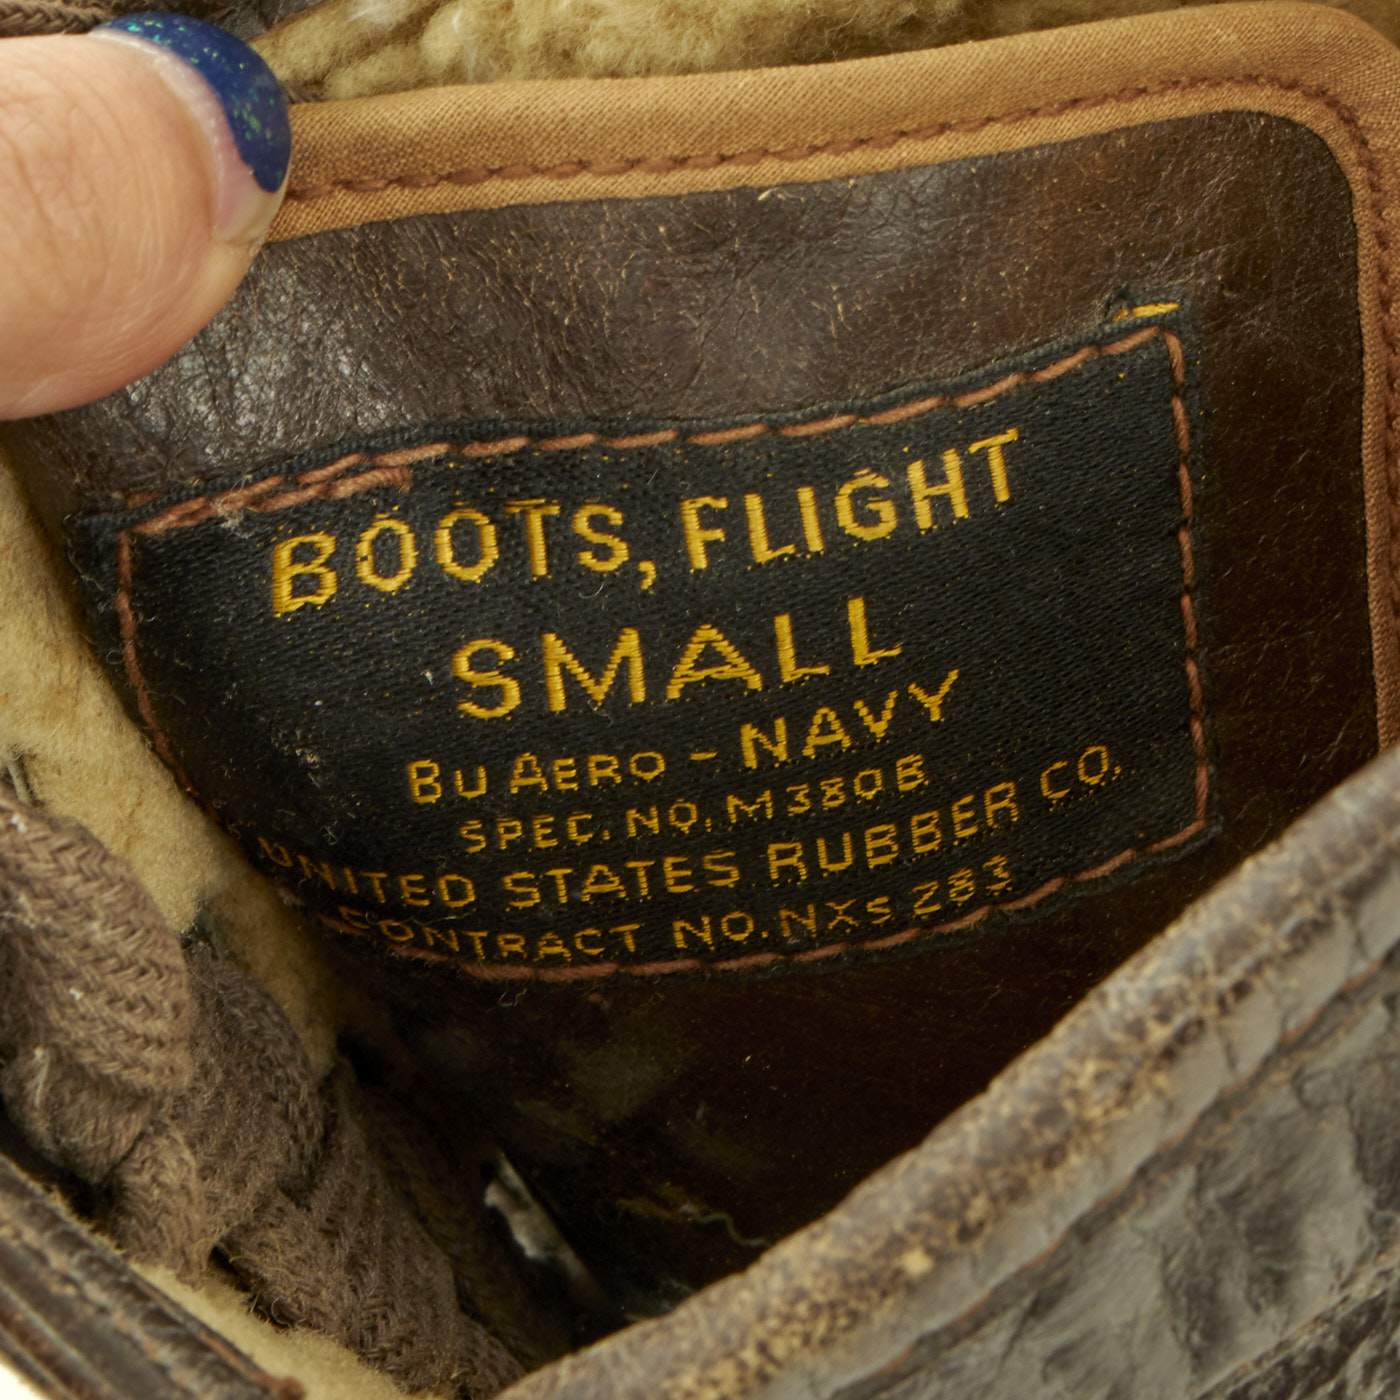 BOOTS, FLIGHT
SMALL
BU AERO - NAVY
SPEC. NO. M380B
UNITED STATES RUBBER CO.
CONTRACT NO. NXS 283